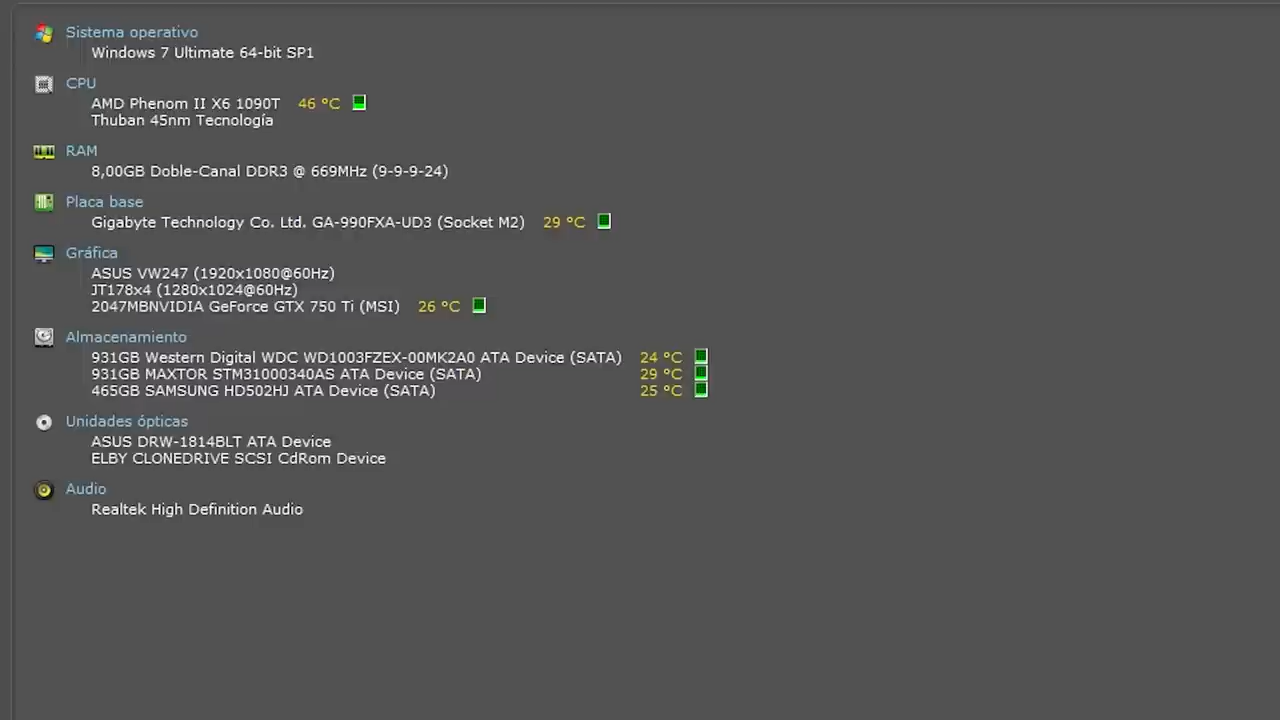 Sistema operativo
Windows 7 Ultimate 64-bit SP1
CPU
AMD Phenom II X6 1090T 46 °C
Thuban 45nm Tecnología
RAM
8,00GB Doble-Canal DDR3 @ 669MHz (9-9-9-24)
Placa base
Gigabyte Technology Co. Ltd. GA-990FXA-UD3 (Socket M2) 29 °C
Gráfica
ASUS VW247 (1920x1080@60Hz)
JT178x4 (1280x1024@60Hz)
2047MBNVIDIA GeForce GTX 750 Ti (MSI) 26 °C
Almacenamiento
931GB Western Digital WDC WD1003FZEX-00MK2A0 ATA Device (SATA) 24 °C
931GB MAXTOR STM31000340AS ATA Device (SATA) 29 °C
465GB SAMSUNG HD502HJ ATA Device (SATA) 25 °C
Unidades ópticas
ASUS DRW-1814BLT ATA Device
ELBY CLONEDRIVE SCSI CdRom Device
Audio
Realtek High Definition Audio